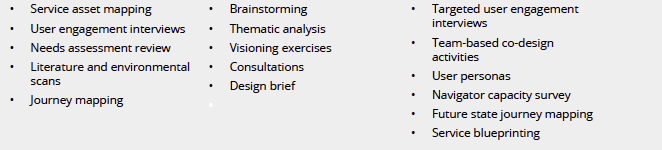 • Service asset mapping
• User engagement interviews
• Needs assessment review
• Literature and environmental
scans
• Journey mapping
• Brainstorming
• Thematic analysis
• Visioning exercises
• Consultations
• Design brief
• Targeted user engagement
interviews
• Team-based co-design
activities
• User personas
• Navigator capacity survey
• Future state journey mapping
• Service blueprinting